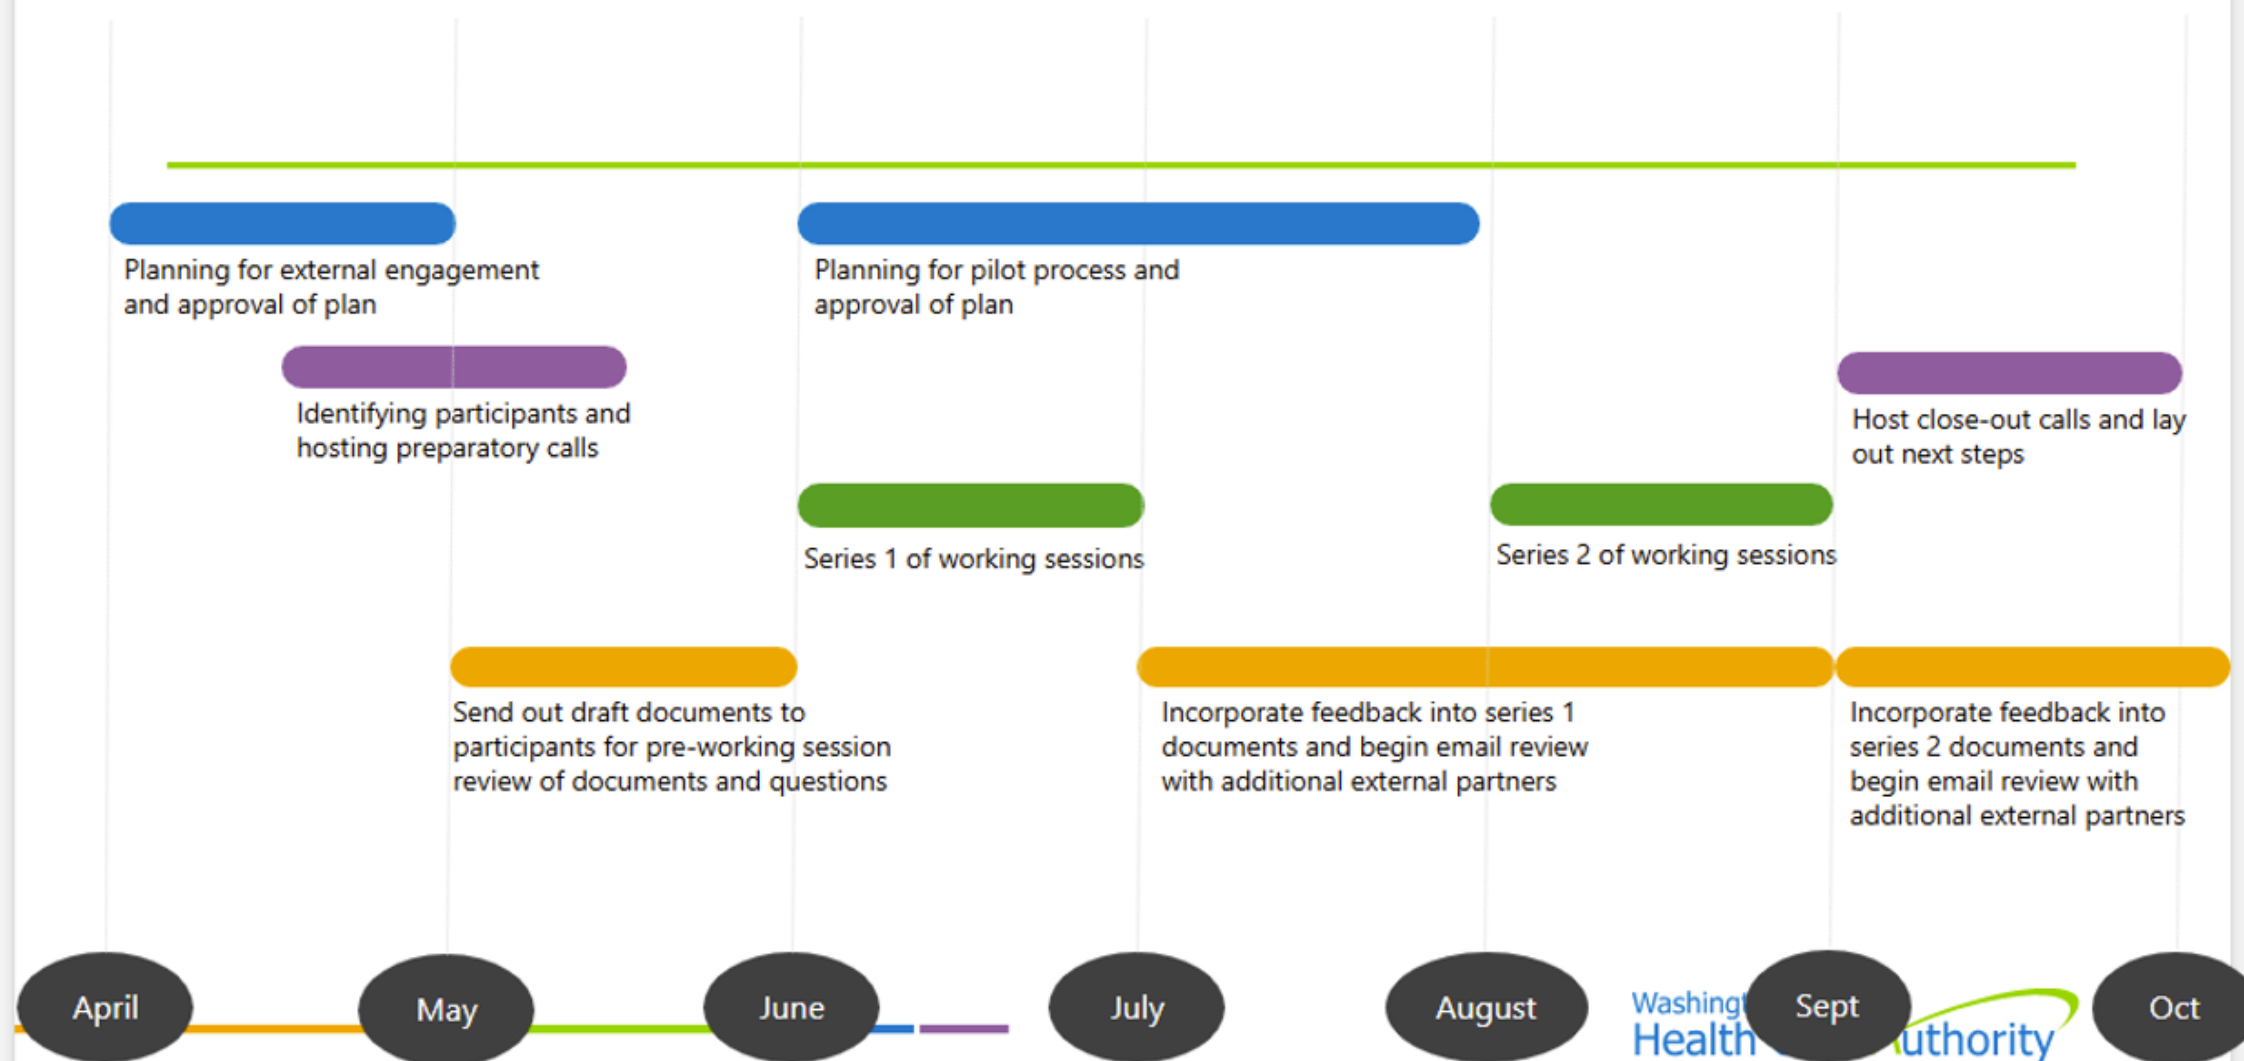 Planning for external engagement
and approval of plan
Planning for pilot process and
approval of plan
Identifying participants and
hosting preparatory calls
Host close-out calls and lay
out next steps
Series 1 of working sessions
Series 2 of working sessions
Send out draft documents to
participants for pre-working session
review of documents and questions
Incorporate feedback into series 1
documents and begin email review
with additional external partners
Incorporate feedback into
series 2 documents and
begin email review with
additional external partners
April
May
June
July
August
Sept
Oct
Health